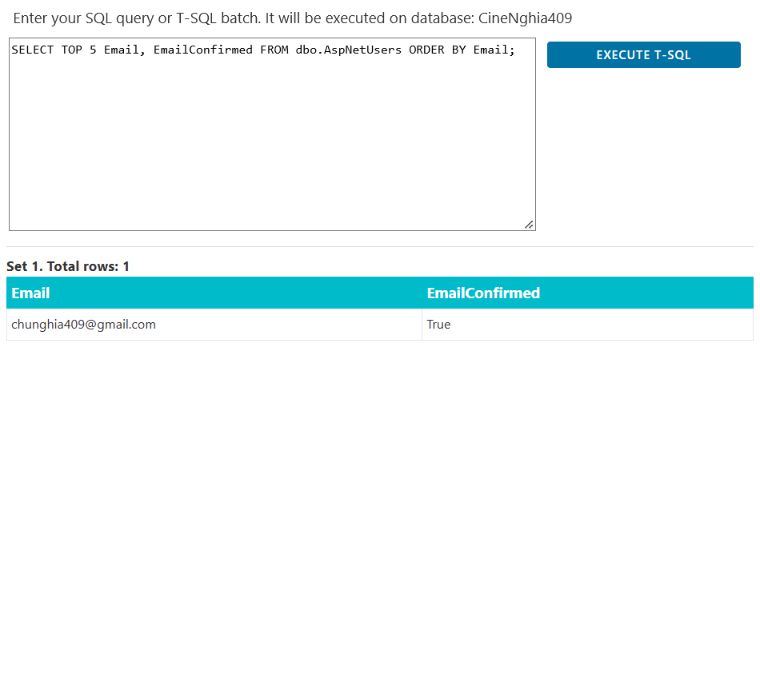 Enter your SQL query or T-SQL batch. It will be executed on database: CineNghia409
SELECT TOP 5 Email, EmailConfirmed FROM dbo.AspNetUsers ORDER BY Email;
EXECUTE T-SQL
Set 1. Total rows: 1
Email EmailConfirmed
chunghia409@gmail.com True